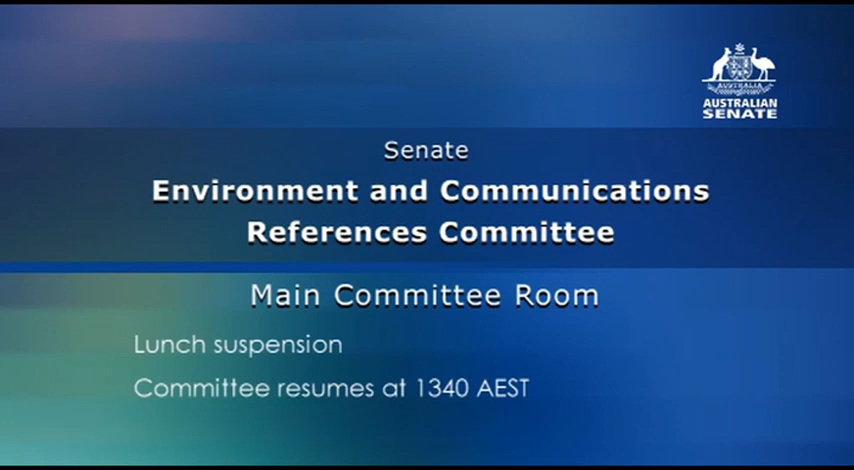 AUSTRALIA
AUSTRALIAN
SENATE
Senate
Environment and Communications
References Committee
Main Committee Room
Lunch suspension
Committee resumes at 1340 AEST